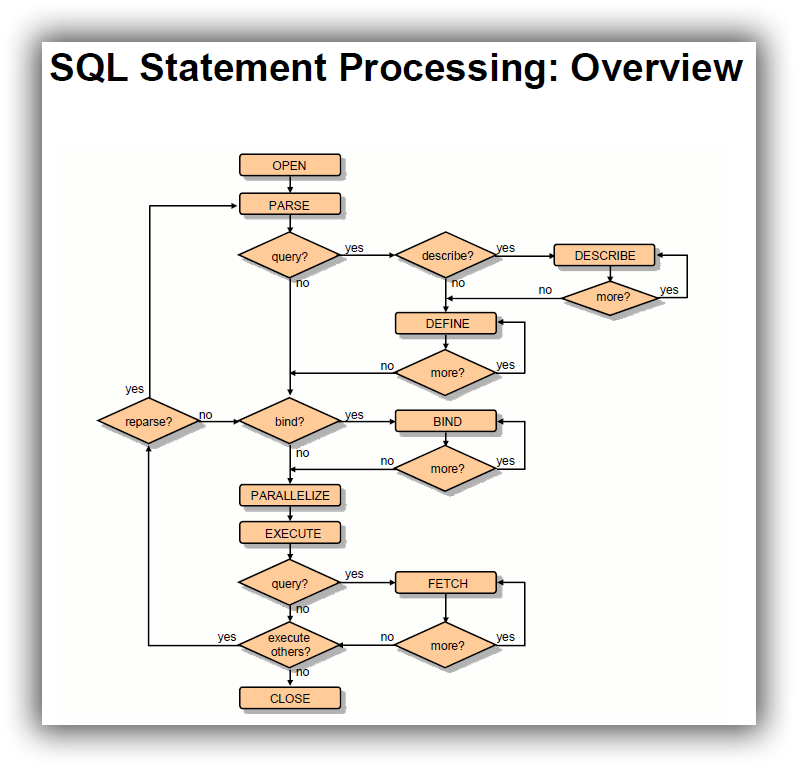 SQL Statement Processing: Overview
OPEN
PARSE
query?
yes
describe?
yes
DESCRIBE
no
no
no
more?
yes
DEFINE
no
more?
yes
yes
reparse?
no
bind?
yes
BIND
no
no
more?
yes
PARALLELIZE
EXECUTE
query?
yes
FETCH
no
yes
execute
others?
no
more?
yes
no
CLOSE